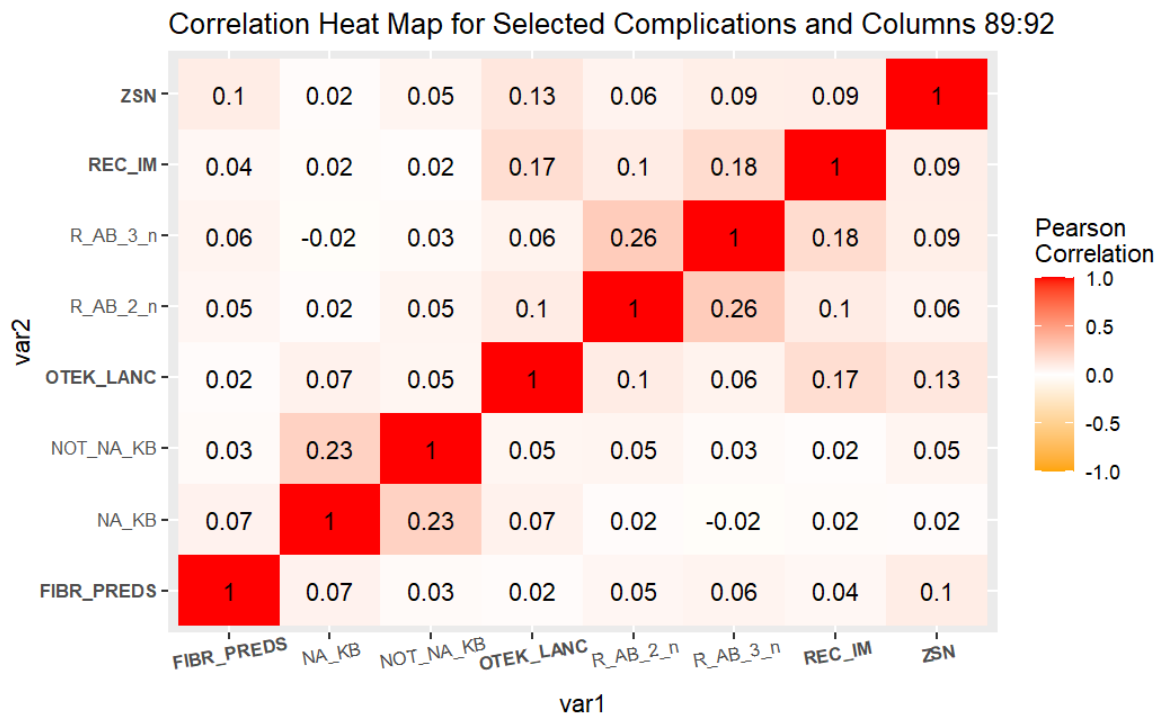 Correlation Heat Map for Selected Complications and Columns 89:92
var2
ZSN 0.1 0.02 0.05 0.13 0.06 0.09 0.09 1
REC_IM 0.04 0.02 0.02 0.17 0.1 0.18 1 0.09
R_AB_3_n 0.06 -0.02 0.03 0.06 0.26 1 0.18 0.09
R_AB_2_n 0.05 0.02 0.05 0.1 1 0.26 0.1 0.06
OTEK_LANC 0.02 0.07 0.05 1 0.1 0.06 0.17 0.13
NOT_NA_KB 0.03 0.23 1 0.05 0.05 0.03 0.02 0.05
NA_KB 0.07 1 0.23 0.07 0.02 -0.02 0.02 0.02
FIBR_PREDS 1 0.07 0.03 0.02 0.05 0.06 0.04 0.1
FIBR_PREDS NA_KB NOT_NA_KB OTEK_LANC R_AB_2_n R_AB_3_n REC_IM ZSN
var1
Pearson
Correlation
1.0
0.5
0.0
-0.5
-1.0